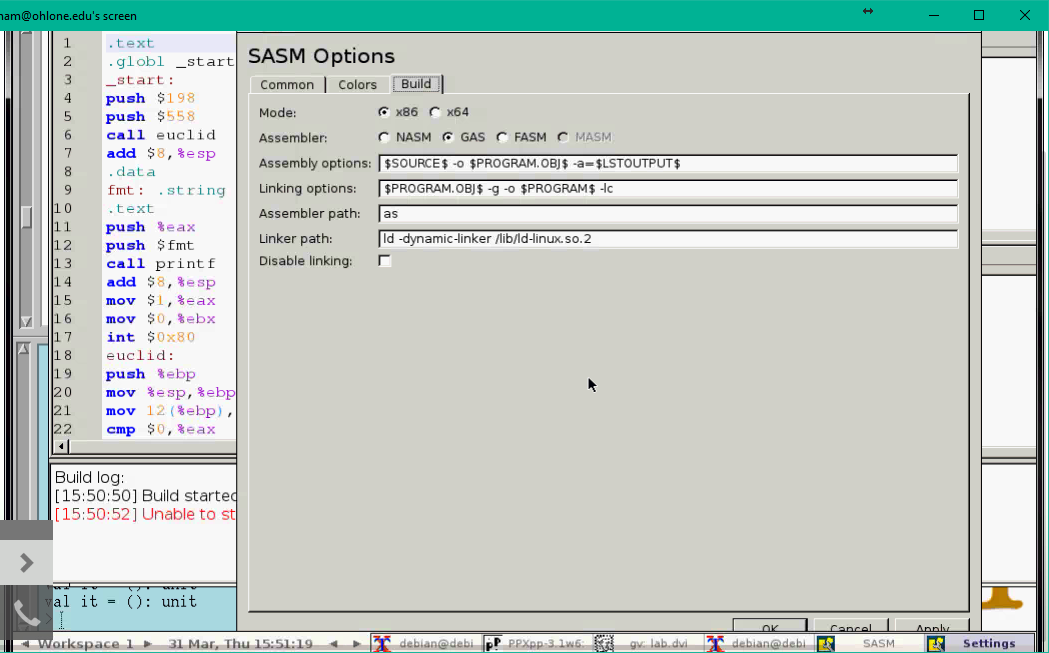 nam@ohlone.edu's screen
1 .text
2 .globl _start
3 _start:
4 push $198
5 push $558
6 call euclid
7 add $8,%esp
8 .data
9 fmt: .string
10 .text
11 push %eax
12 push $fmt
13 call printf
14 add $8,%esp
15 mov $1,%eax
16 mov $0,%ebx
17 int $0x80
18 euclid:
19 push %ebp
20 mov %esp,%ebp
21 mov 12(%ebp),
22 cmp $0,%eax
SASM Options
Common Colors Build
Mode: x86 x64
Assembler: NASM GAS FASM MASM
Assembly options: $SOURCE$ -o $PROGRAM.OBJ$ -a=$LSTOUTPUT$
Linking options: $PROGRAM.OBJ$ -g -o $PROGRAM$ -lc
Assembler path: as
Linker path: ld -dynamic-linker /lib/ld-linux.so.2
Disable linking:
OK Cancel Apply
Build log:
[15:50:50] Build started
[15:50:52] Unable to st
val it = (): unit
val it = (): unit
Workspace 1 31 Mar, Thu 15:51:19 debian@debi PPXpp-3.1w6: gv: lab.dvi debian@debi SASM Settings